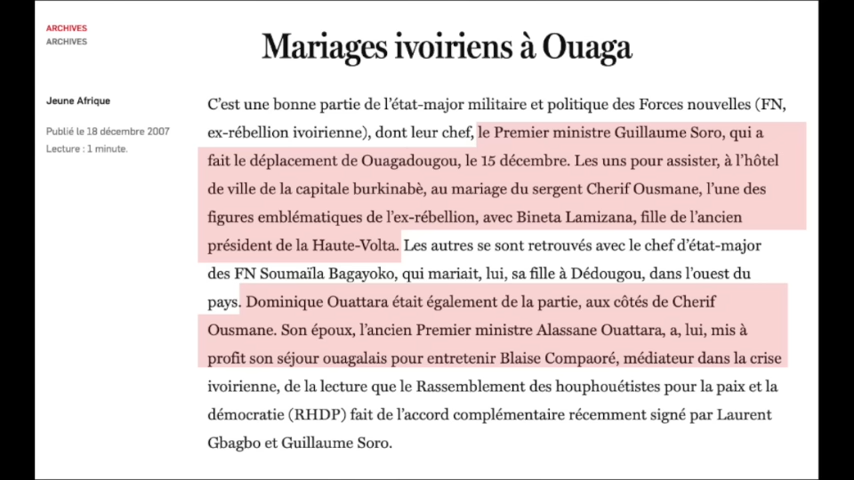 ARCHIVES
ARCHIVES
Mariages ivoiriens à Ouaga
Jeune Afrique
Publié le 18 décembre 2007
Lecture : 1 minute.
C'est une bonne partie de l'état-major militaire et politique des Forces nouvelles (FN,
ex-rébellion ivoirienne), dont leur chef, le Premier ministre Guillaume Soro, qui a
fait le déplacement de Ouagadougou, le 15 décembre. Les uns pour assister, à l'hôtel
de ville de la capitale burkinabè, au mariage du sergent Cherif Ousmane, l'une des
figures emblématiques de l'ex-rébellion, avec Bineta Lamizana, fille de l'ancien
président de la Haute-Volta. Les autres se sont retrouvés avec le chef d'état-major
des FN Soumaïla Bagayoko, qui mariait, lui, sa fille à Dédougou, dans l'ouest du
pays. Dominique Ouattara était également de la partie, aux côtés de Cherif
Ousmane. Son époux, l'ancien Premier ministre Alassane Ouattara, a, lui, mis à
profit son séjour ouagalais pour entretenir Blaise Compaoré, médiateur dans la crise
ivoirienne, de la lecture que le Rassemblement des houphouétistes pour la paix et la
démocratie (RHDP) fait de l'accord complémentaire récemment signé par Laurent
Gbagbo et Guillaume Soro.